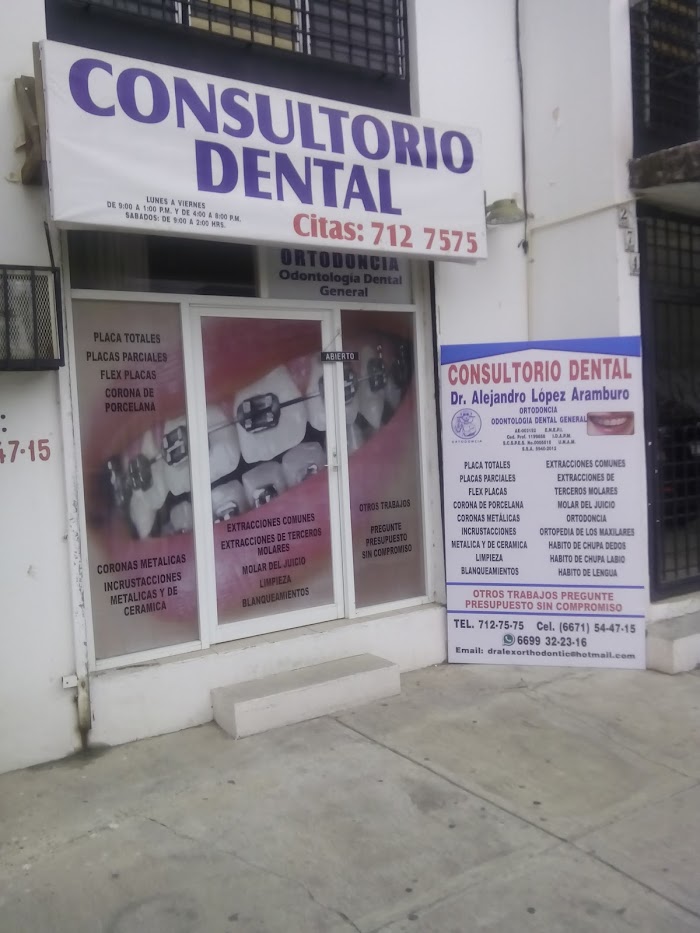 CONSULTORIO
DENTAL
LUNES A VIERNES
DE 9:00 A 1:00 P.M. Y DE 4:00 A 8:00 P.M.
SABADOS: DE 9:00 A 2:00 HRS.
Citas: 712 7575
ORTODONCIA
Odontología Dental
General
ABIERTO
PLACA TOTALES
PLACAS PARCIALES
FLEX PLACAS
CORONA DE
PORCELANA
CORONAS METALICAS
INCRUSTACCIONES
METALICAS Y DE
CERAMICA
EXTRACCIONES COMUNES
EXTRACCIONES DE TERCEROS
MOLARES
MOLAR DEL JUICIO
LIMPIEZA
BLANQUEAMIENTOS
OTROS TRABAJOS
PREGUNTE
PRESUPUESTO
SIN COMPROMISO
47-15
274
CONSULTORIO DENTAL
Dr. Alejandro López Aramburo
ORTODONCIA
ODONTOLOGIA DENTAL GENERAL
ORTODONCIA
PLACA TOTALES
PLACAS PARCIALES
FLEX PLACAS
CORONA DE PORCELANA
CORONAS METÁLICAS
INCRUSTACCIONES
METALICA Y DE CERAMICA
LIMPIEZA
BLANQUEAMIENTOS
EXTRACCIONES COMUNES
EXTRACCIONES DE
TERCEROS MOLARES
MOLAR DEL JUICIO
ORTODONCIA
ORTOPEDIA DE LOS MAXILARES
HABITO DE CHUPA DEDOS
HABITO DE CHUPA LABIO
HABITO DE LENGUA
OTROS TRABAJOS PREGUNTE
PRESUPUESTO SIN COMPROMISO
TEL. 712-75-75 Cel. (6671) 54-47-15
6699 32-23-16
Email: dralexorthodontic@hotmail.com